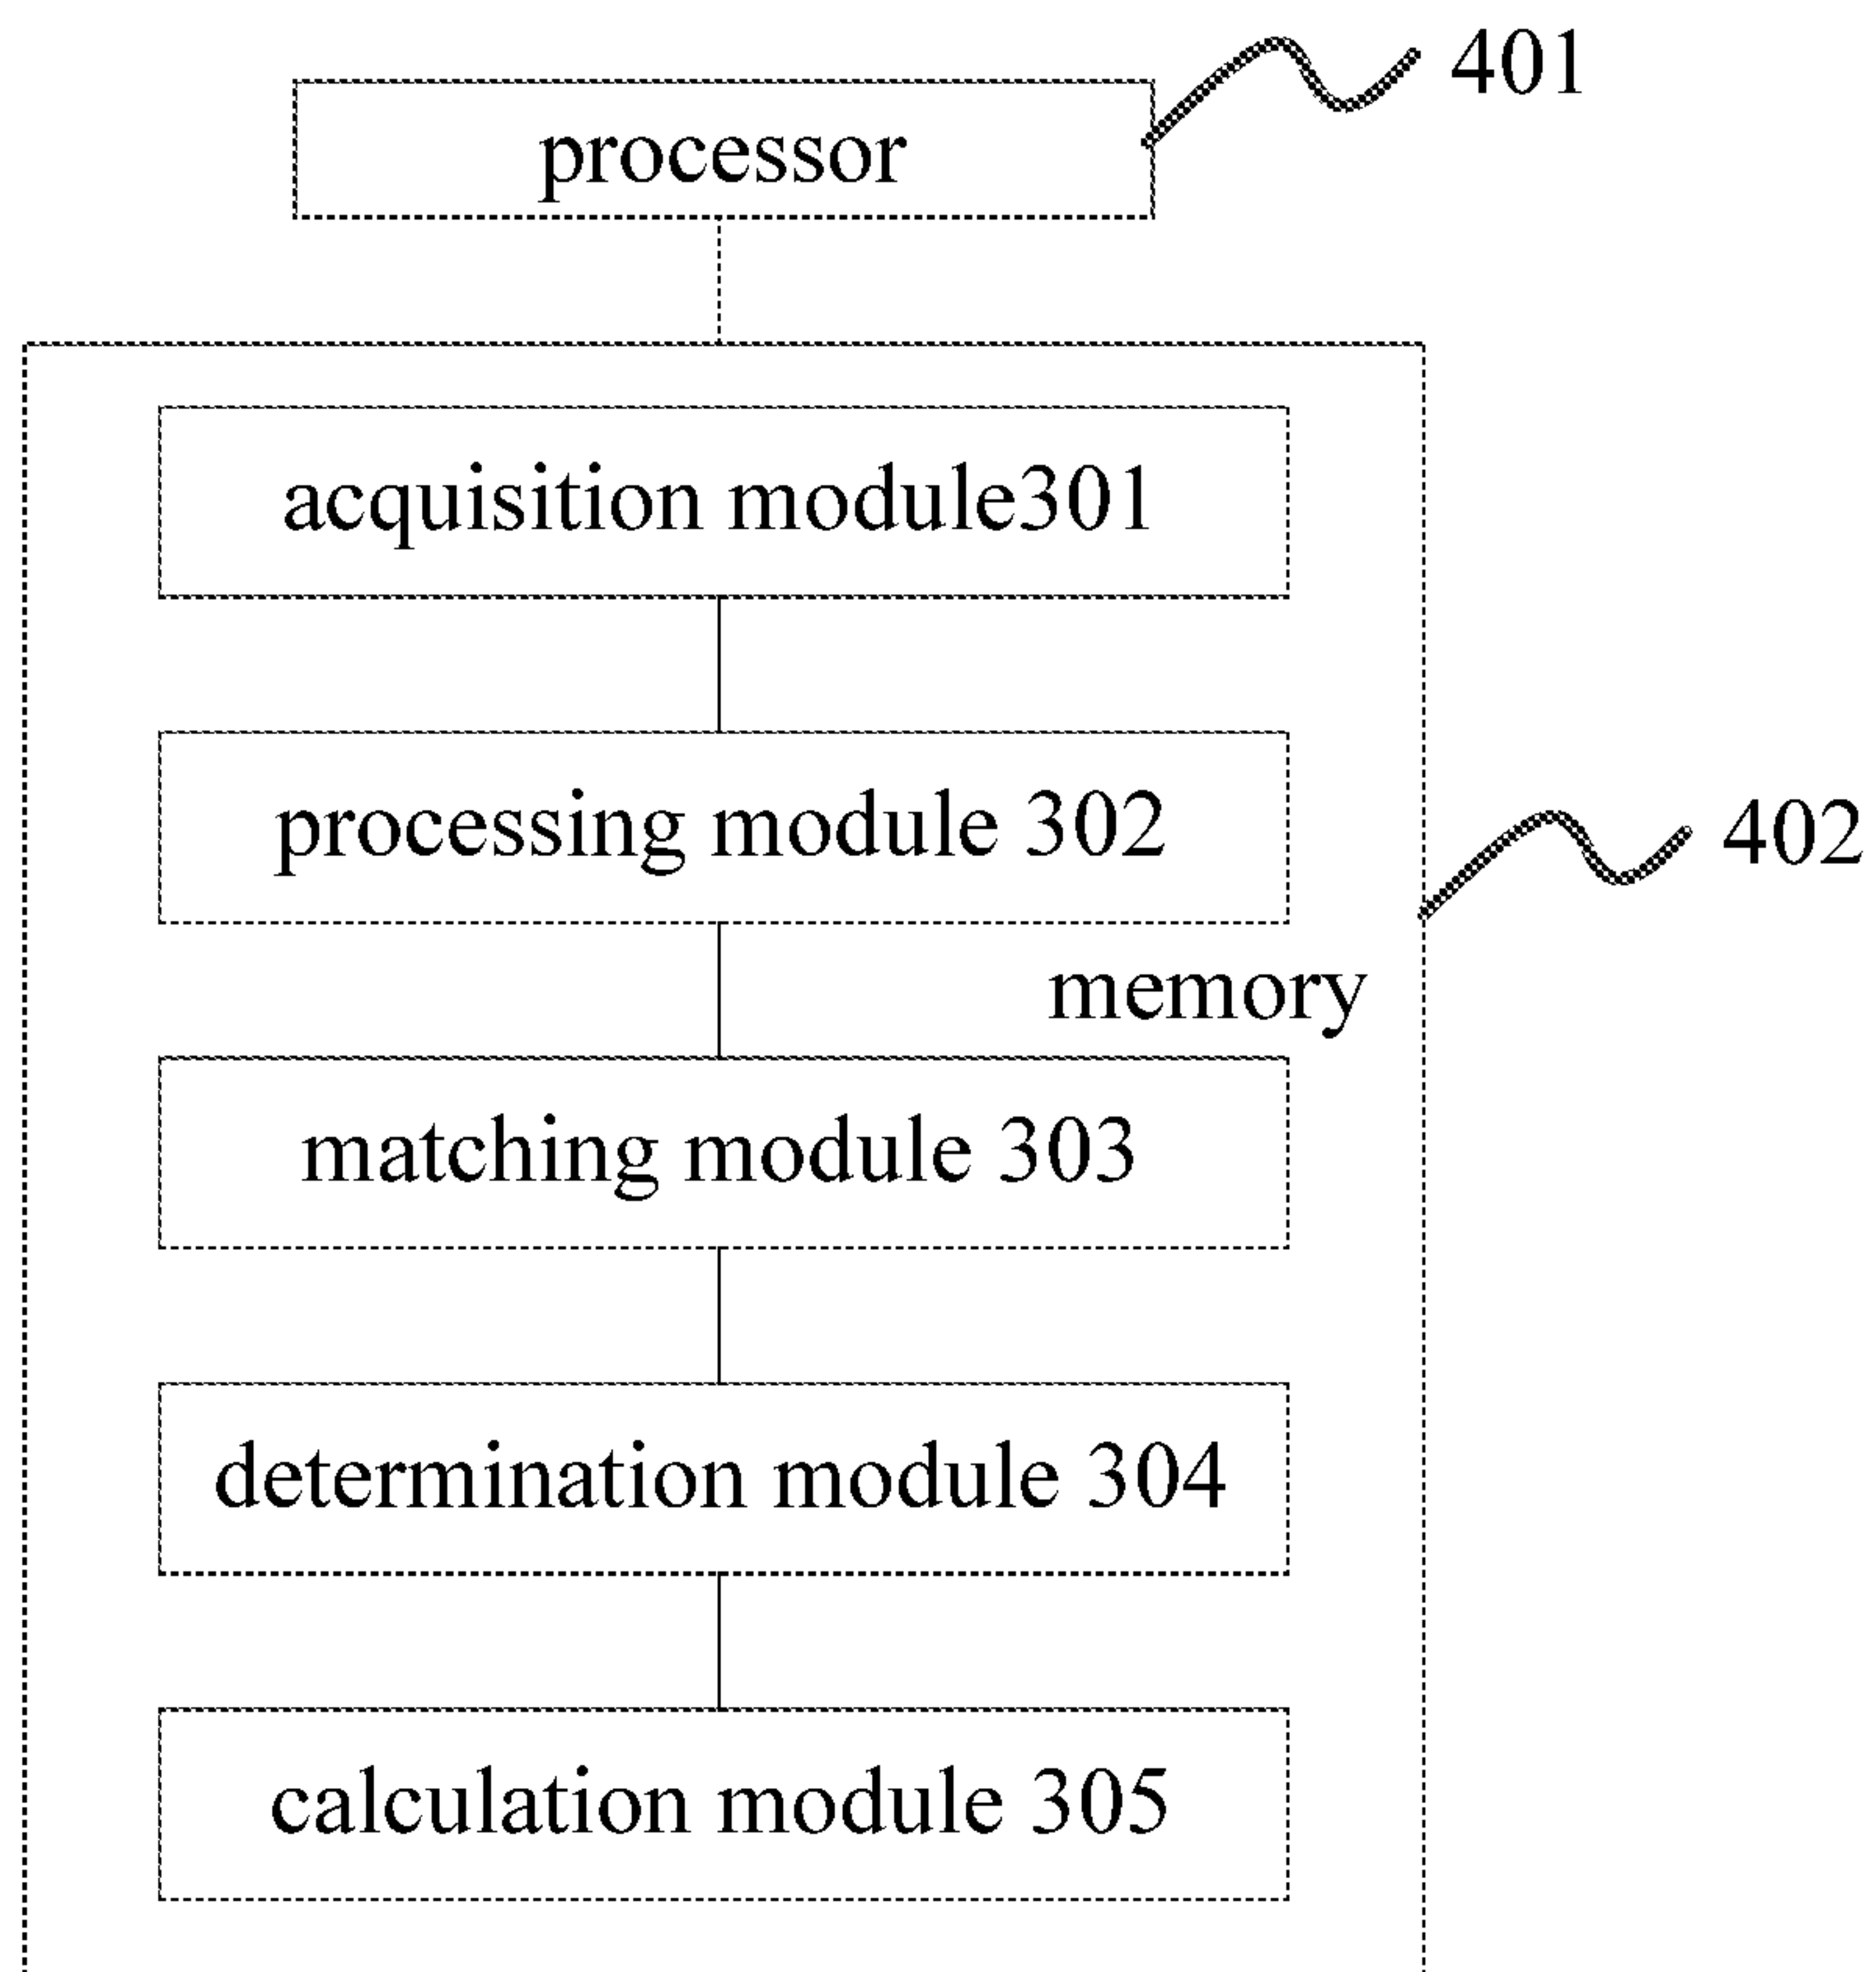 401
processor
acquisition module301
processing module 302
402
memory
matching module 303
determination module 304
calculation module 305